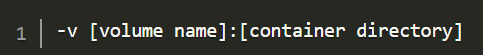 1 -v [volume name]:[container directory]